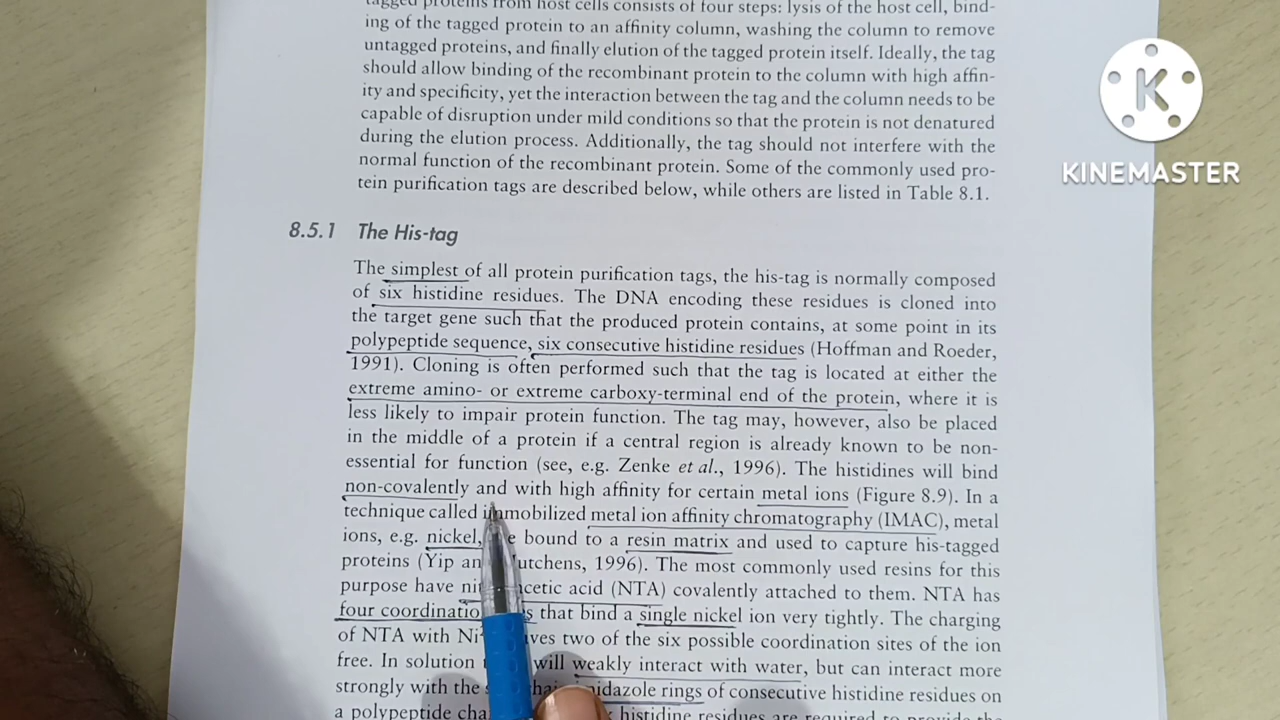 tagged proteins from host cells consists of four steps: lysis of the host cell, bind-
ing of the tagged protein to an affinity column, washing the column to remove
untagged proteins, and finally elution of the tagged protein itself. Ideally, the tag
should allow binding of the recombinant protein to the column with high affin-
ity and specificity, yet the interaction between the tag and the column needs to be
capable of disruption under mild conditions so that the protein is not denatured
during the elution process. Additionally, the tag should not interfere with the
normal function of the recombinant protein. Some of the commonly used pro-
tein purification tags are described below, while others are listed in Table 8.1.
K
KINEMASTER
8.5.1 The His-tag
The simplest of all protein purification tags, the his-tag is normally composed
of six histidine residues. The DNA encoding these residues is cloned into
the target gene such that the produced protein contains, at some point in its
polypeptide sequence, six consecutive histidine residues (Hoffman and Roeder,
1991). Cloning is often performed such that the tag is located at either the
extreme amino- or extreme carboxy-terminal end of the protein, where it is
less likely to impair protein function. The tag may, however, also be placed
in the middle of a protein if a central region is already known to be non-
essential for function (see, e.g. Zenke et al., 1996). The histidines will bind
non-covalently and with high affinity for certain metal ions (Figure 8.9). In a
technique called immobilized metal ion affinity chromatography (IMAC), metal
ions, e.g. nickel, bound to a resin matrix and used to capture his-tagged
proteins (Yip an utchens, 1996). The most commonly used resins for this
purpose have ni cetic acid (NTA) covalently attached to them. NTA has
four coordinatio s that bind a single nickel ion very tightly. The charging
of NTA with Ni ves two of the six possible coordination sites of the ion
free. In solution will weakly interact with water, but can interact more
strongly with the hai idazole rings of consecutive histidine residues on
a polypeptide cha histidine residues are required to provide the